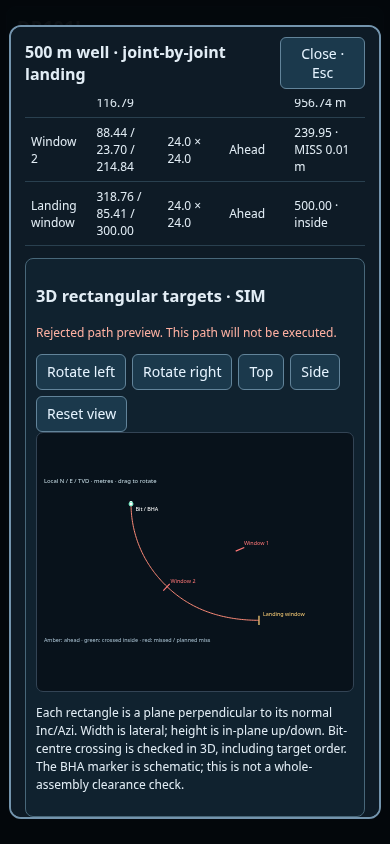 500 m well · joint-by-joint
landing
Close ·
Esc
116.79
956.74 m
Window
2
88.44 /
23.70 /
214.84
24.0 ×
24.0
Ahead
239.95 ·
MISS 0.01
m
Landing
window
318.76 /
85.41 /
300.00
24.0 ×
24.0
Ahead
500.00 ·
inside
3D rectangular targets · SIM
Rejected path preview. This path will not be executed.
Rotate left
Rotate right
Top
Side
Reset view
Local N / E / TVD · metres · drag to rotate
Bit / BHA
Window 1
Window 2
Landing window
Amber: ahead · green: crossed inside · red: missed / planned miss
Each rectangle is a plane perpendicular to its normal
Inc/Azi. Width is lateral; height is in-plane up/down. Bit-
centre crossing is checked in 3D, including target order.
The BHA marker is schematic; this is not a whole-
assembly clearance check.